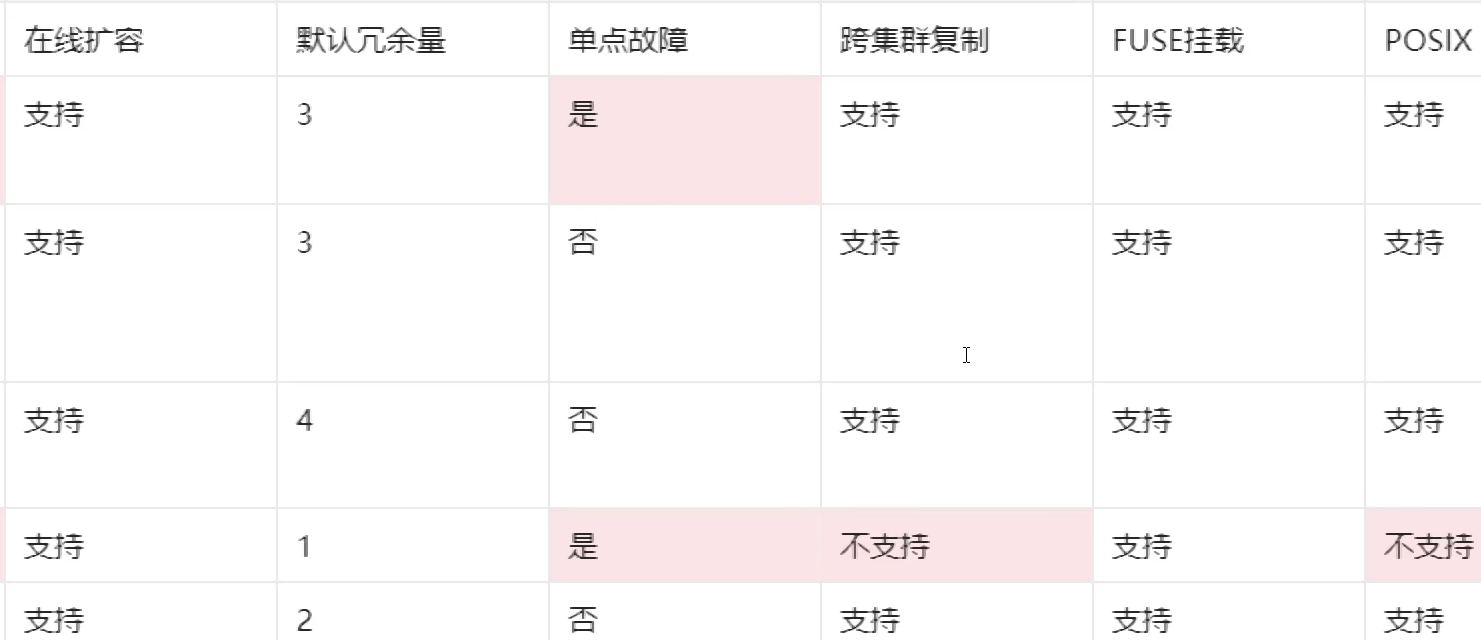 在线扩容 默认冗余量 单点故障 跨集群复制 FUSE挂载 POSIX
支持 3 是 支持 支持 支持
支持 3 否 支持 支持 支持
支持 4 否 支持 支持 支持
支持 1 是 不支持 支持 不支持
支持 2 否 支持 支持 支持